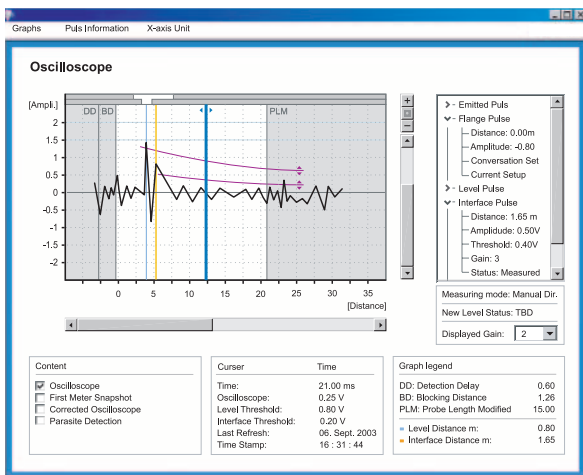 Graphs Puls Information X-axis Unit
Oscilloscope
[Ampli.]
DD BD PLM
2
1.5
1
0.5
0
-0.5
-1
-1.5
-2
0 5 10 15 20 25 30 35
[Distance]
Emitted Puls
Flange Pulse
Distance: 0.00m
Amplitude: -0.80
Conversation Set
Current Setup
Level Pulse
Interface Pulse
Distance: 1.65 m
Amplidude: 0.50V
Threshold: 0.40V
Gain: 3
Status: Measured
Measuring mode: Manual Dir.
New Level Status: TBD
Displayed Gain: 2
Content
Oscilloscope
First Meter Snapshot
Corrected Oscilloscope
Parasite Detection
Curser Time
Time: 21.00 ms
Oscilloscope: 0.25 V
Level Threshold: 0.80 V
Interface Threshold: 0.20 V
Last Refresh: 06. Sept. 2003
Time Stamp: 16 : 31 : 44
Graph legend
DD: Detection Delay 0.60
BD: Blocking Distance 1,26
PLM: Probe Length Modified 15.00
Level Distance m: 0.80
Interface Distance m: 1.65